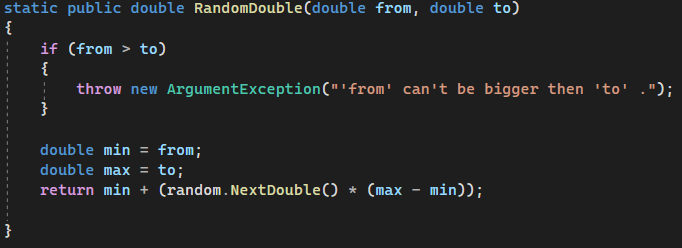 static public double RandomDouble(double from, double to)
{
if (from > to)
{
throw new ArgumentException("'from' can't be bigger then 'to' .");
}
double min = from;
double max = to;
return min + (random.NextDouble() * (max - min));
}